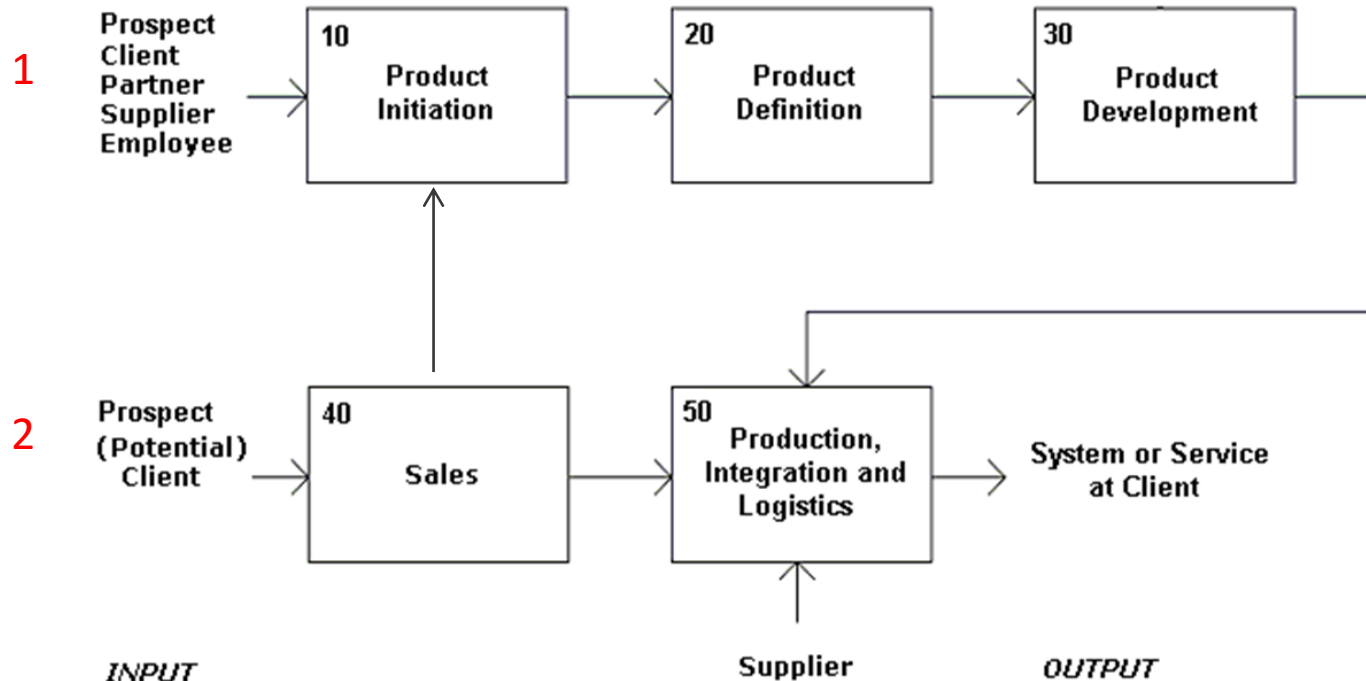 1
Prospect
Client
Partner
Supplier
Employee
10
Product
Initiation
20
Product
Definition
30
Product
Development
2
Prospect
(Potential)
Client
40
Sales
50
Production,
Integration and
Logistics
System or Service
at Client
INPUT
Supplier
OUTPUT